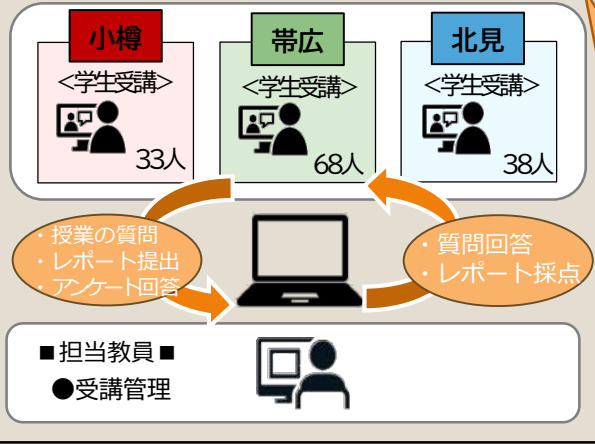 小樽
<学生受講>
33人
帯広
<学生受講>
68人
北見
<学生受講>
38人
・授業の質問
・レポート提出
・アンケート回答
・質問回答
・レポート採点
■担当教員■
●受講管理